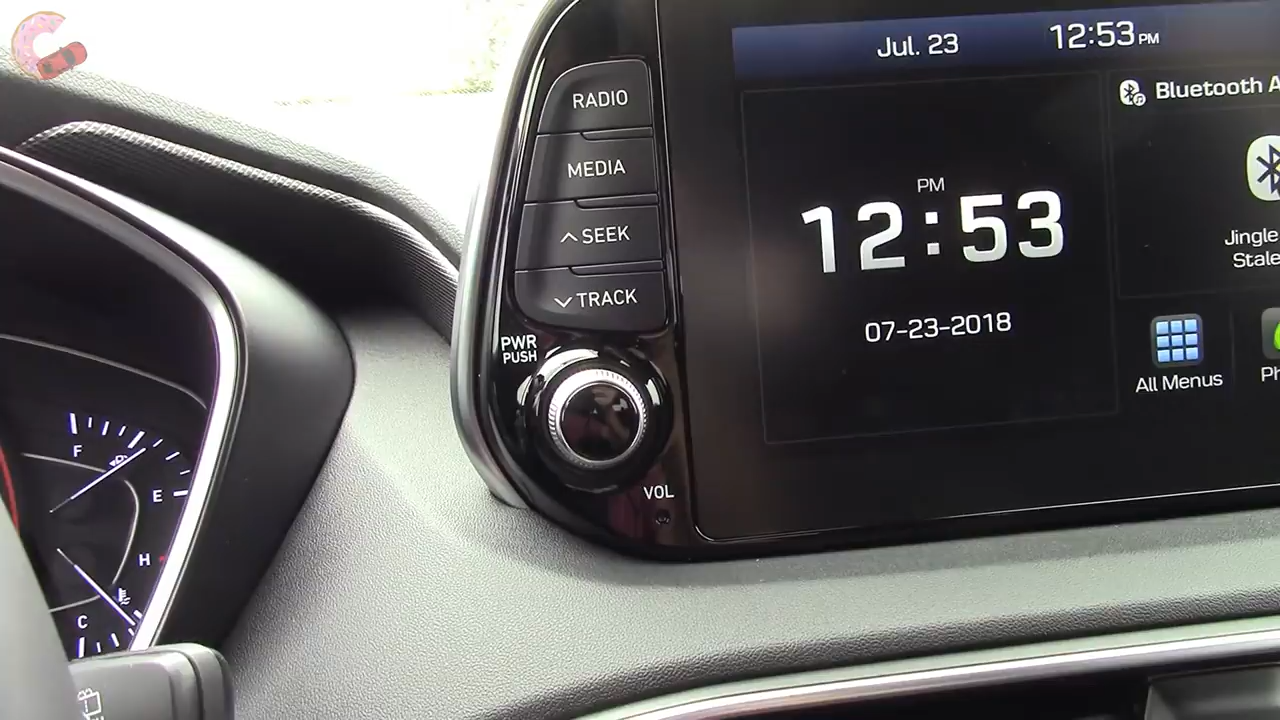 Jul. 23
12:53 PM
RADIO
MEDIA
SEEK
TRACK
PWR
PUSH
VOL
PM
12:53
07-23-2018
Bluetooth A
Jingle
Stale
All Menus
Ph
F
E
H
C